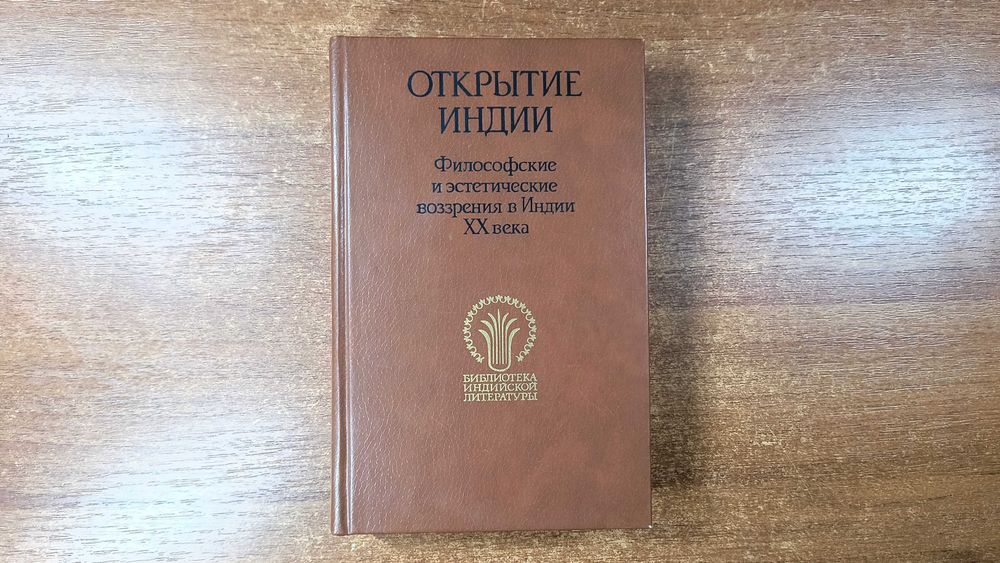 ОТКРЫТИЕ
ИНДИИ
Философские
и эстетические
воззрения в Индии
XX века
БИБЛИОТЕКА
ИНДИЙСКОЙ
ЛИТЕРАТУРЫ